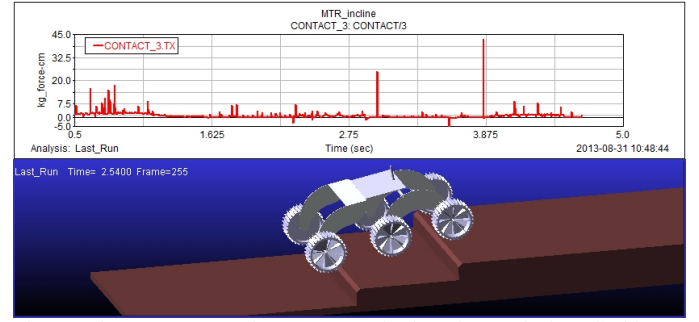 MTR_incline
CONTACT_3: CONTACT/3
45.0
32.5
20.0
7.5
0.0
-5.0
kg_force-cm
CONTACT_3.TX
0.5 1.625 2.75 3.875 5.0
Analysis: Last_Run Time (sec) 2013-08-31 10:48:44
Last_Run Time= 2.5400 Frame=255